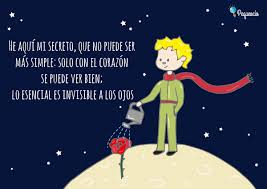 Pequeocio
HE AQUÍ MI SECRETO, QUE NO PUEDE SER
MÁS SIMPLE: SOLO CON EL CORAZÓN
SE PUEDE VER BIEN;
LO ESENCIAL ES INVISIBLE A LOS OJOS